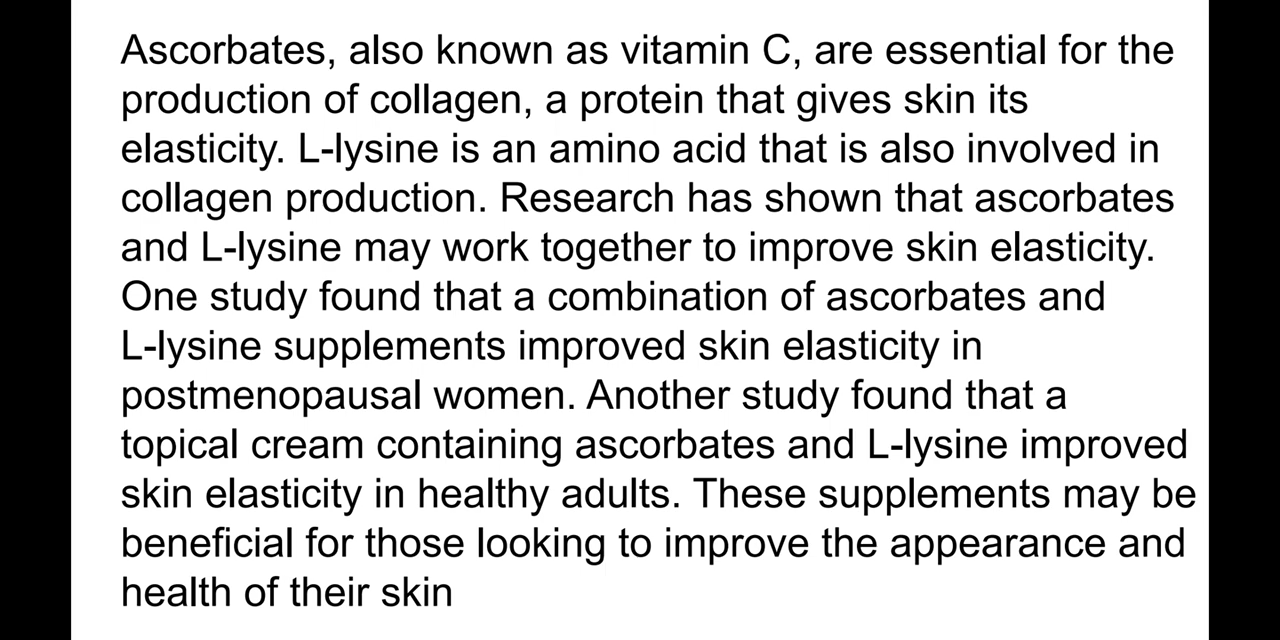 Ascorbates, also known as vitamin C, are essential for the
production of collagen, a protein that gives skin its
elasticity. L-lysine is an amino acid that is also involved in
collagen production. Research has shown that ascorbates
and L-lysine may work together to improve skin elasticity.
One study found that a combination of ascorbates and
L-lysine supplements improved skin elasticity in
postmenopausal women. Another study found that a
topical cream containing ascorbates and L-lysine improved
skin elasticity in healthy adults. These supplements may be
beneficial for those looking to improve the appearance and
health of their skin